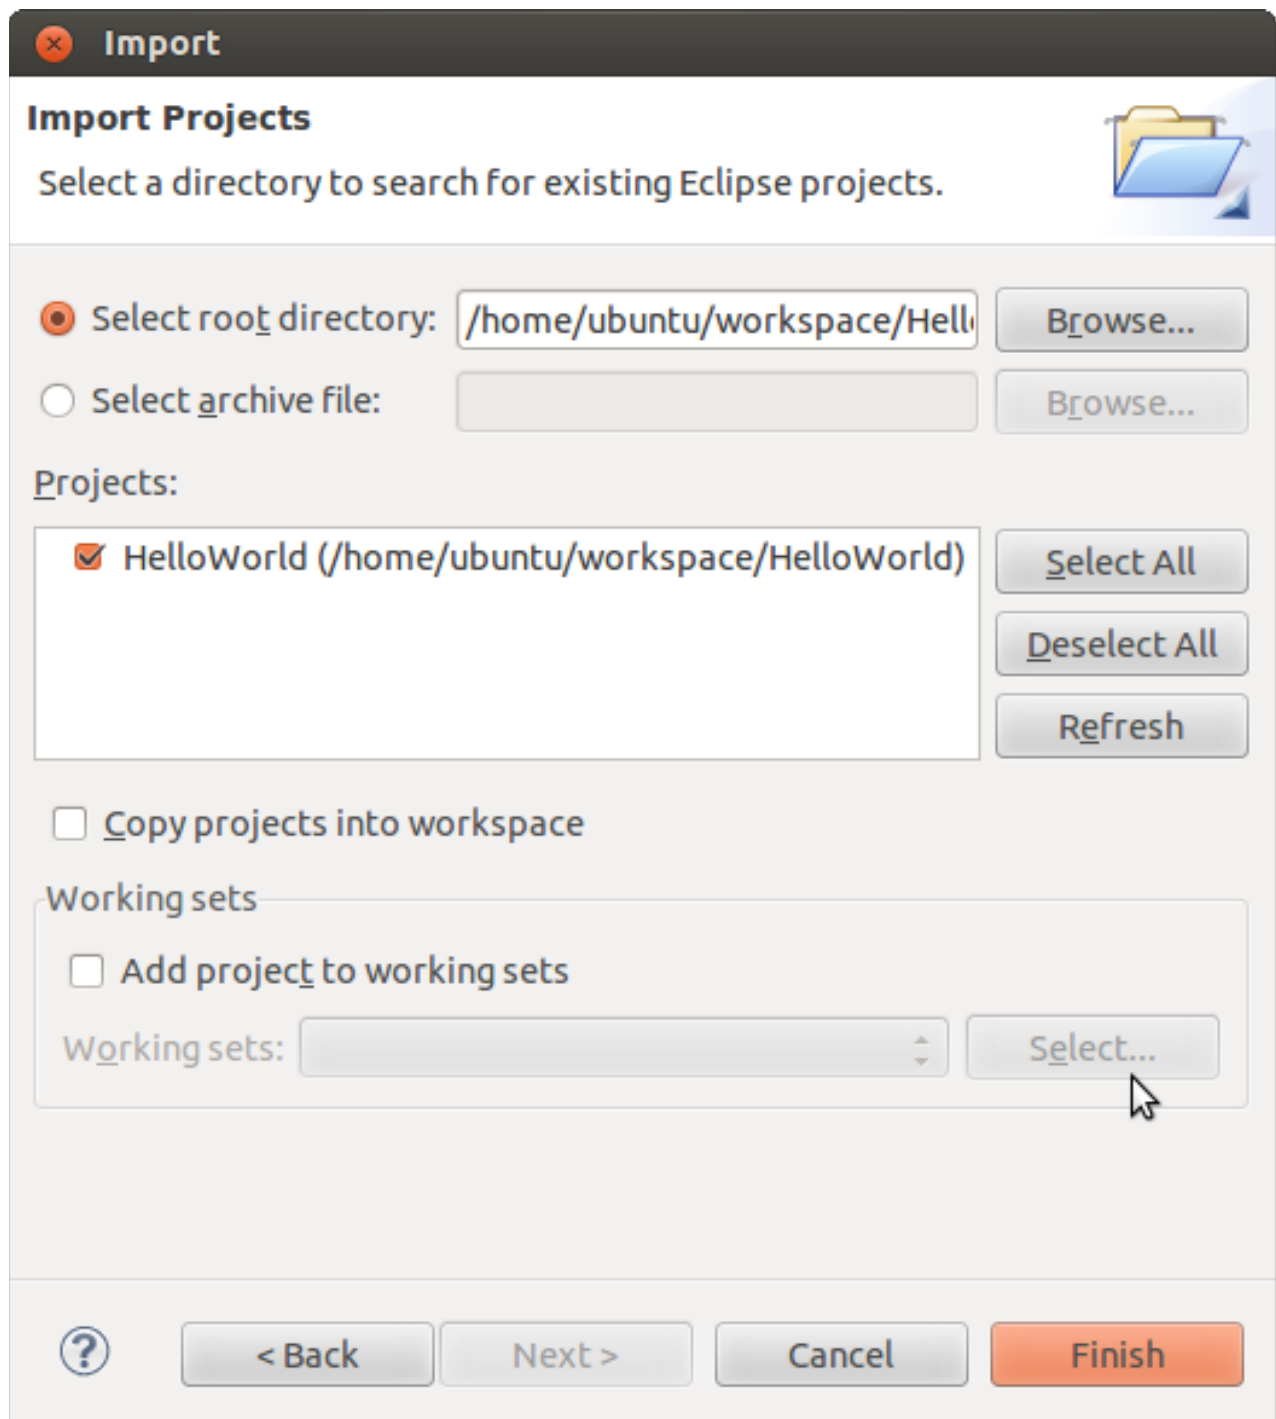 Import
Import Projects
Select a directory to search for existing Eclipse projects.
Select root directory: /home/ubuntu/workspace/Hell Browse...
Select archive file: Browse...
Projects:
HelloWorld (/home/ubuntu/workspace/HelloWorld)
Select All
Deselect All
Refresh
Copy projects into workspace
Working sets
Add project to working sets
Working sets: Select...
? < Back Next > Cancel Finish